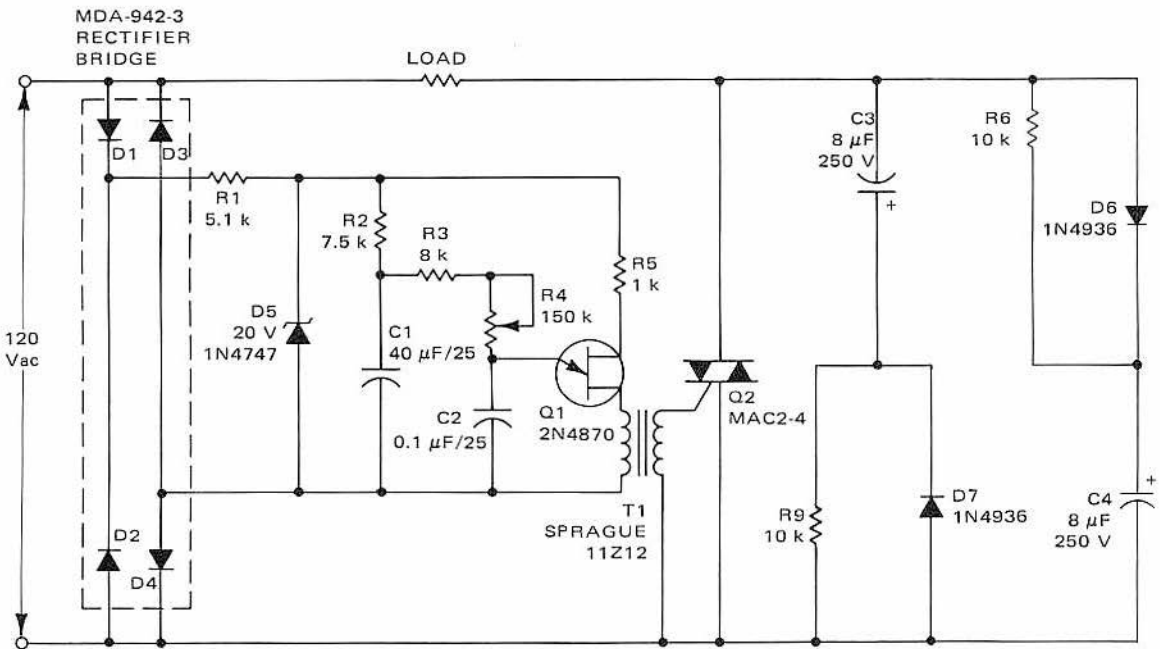 MDA-942-3
RECTIFIER
BRIDGE
LOAD
D1
D3
R1
5.1 k
R2
7.5 k
R3
8 k
R4
150 k
R5
1 k
C3
8 µF
250 V
+
R6
10 k
D6
1N4936
120
Vac
D5
20 V
1N4747
C1
40 µF/25
C2
0.1 µF/25
Q1
2N4870
Q2
MAC2-4
T1
SPRAGUE
11Z12
D2
D4
R9
10 k
D7
1N4936
C4
8 µF
250 V
+